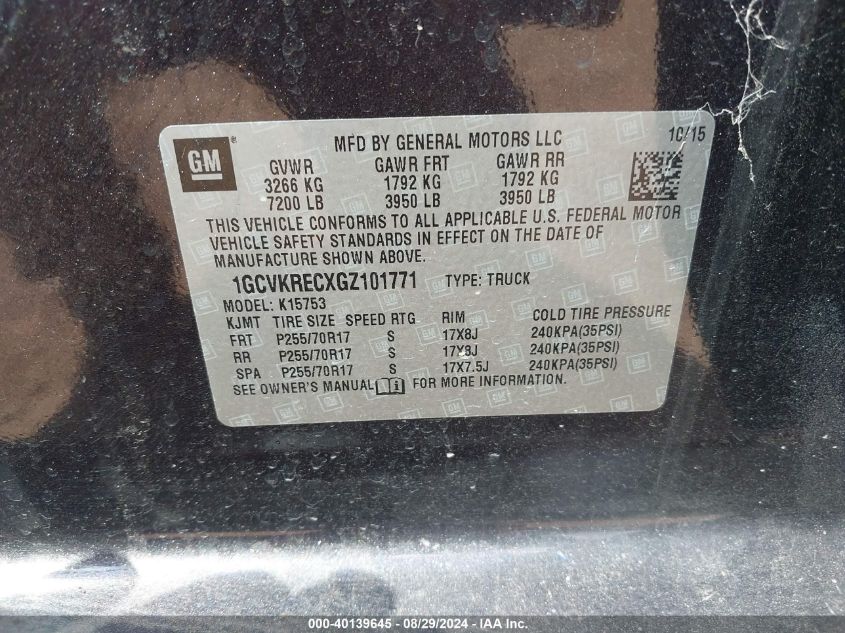 GM
®
MFD BY GENERAL MOTORS LLC
10/15
GVWR GAWR FRT GAWR RR
3266 KG 1792 KG 1792 KG
7200 LB 3950 LB 3950 LB
THIS VEHICLE CONFORMS TO ALL APPLICABLE U.S. FEDERAL MOTOR
VEHICLE SAFETY STANDARDS IN EFFECT ON THE DATE OF
MANUFACTURE SHOWN ABOVE.
1GCVKRECXGZ101771 TYPE: TRUCK
MODEL: K15753
KJMT TIRE SIZE SPEED RTG RIM COLD TIRE PRESSURE
FRT P255/70R17 S 17X8J 240KPA(35PSI)
RR P255/70R17 S 17X8J 240KPA(35PSI)
SPA P255/70R17 S 17X7.5J 240KPA(35PSI)
SEE OWNER'S MANUAL FOR MORE INFORMATION.
000-40139645 - 08/29/2024 - www.iaai.com